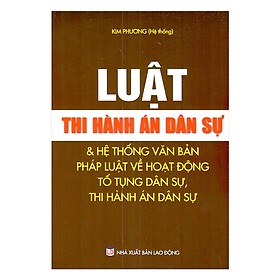 KIM PHƯỢNG (Hệ thống)
LUẬT
THI HÀNH ÁN DÂN SỰ
& HỆ THỐNG VĂN BẢN
PHÁP LUẬT VỀ HOẠT ĐỘNG
TỐ TỤNG DÂN SỰ,
THI HÀNH ÁN DÂN SỰ
NHÀ XUẤT BẢN LAO ĐỘNG